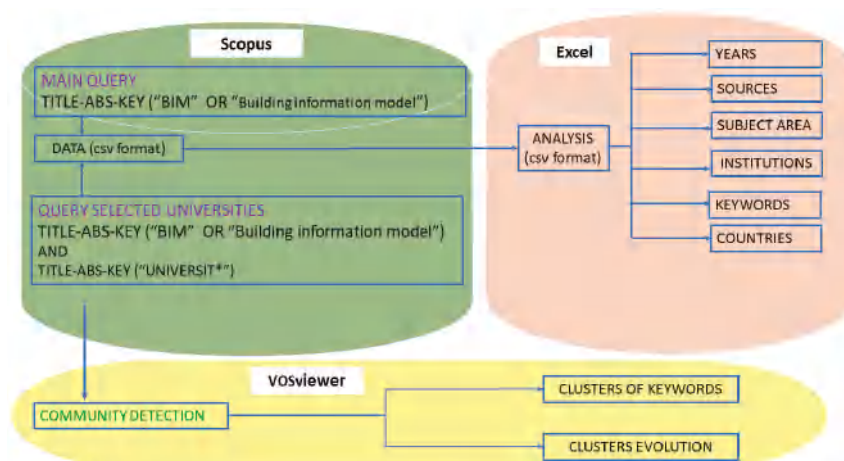 Scopus
MAIN QUERY
TITLE-ABS-KEY (“BIM” OR “Building information model”)
DATA (csv format)
QUERY SELECTED UNIVERSITIES
TITLE-ABS-KEY (“BIM” OR “Building information model”)
AND
TITLE-ABS-KEY (“UNIVERSIT*”)
Excel
ANALYSIS
(csv format)
YEARS
SOURCES
SUBJECT AREA
INSTITUTIONS
KEYWORDS
COUNTRIES
VOSviewer
COMMUNITY DETECTION
CLUSTERS OF KEYWORDS
CLUSTERS EVOLUTION